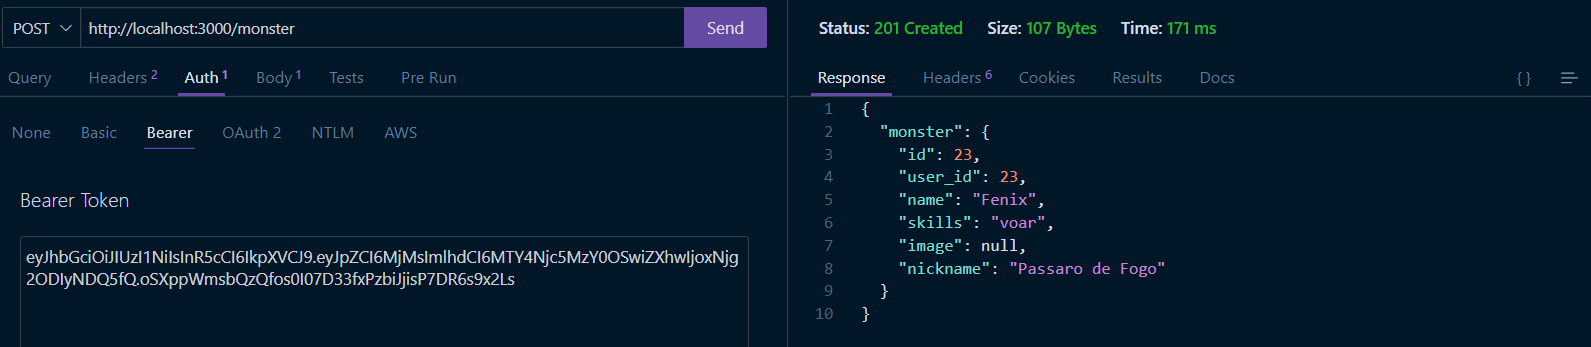 POST http://localhost:3000/monster Send
Query Headers 2 Auth 1 Body 1 Tests Pre Run
None Basic Bearer OAuth 2 NTLM AWS
Bearer Token
eyJhbGciOiJIUzI1NiIsInR5cCI6IkpXVCJ9.eyJpZCI6MjMsImlhdCI6MTY4Njc5MzY0OSwiZXhwIjoxNjg
2ODIyNDQ5fQ.oSXppWmsbQzQfos0I07D33fxPzbiJjisP7DR6s9x2Ls
Status: 201 Created Size: 107 Bytes Time: 171 ms
Response Headers 6 Cookies Results Docs { }
1 {
2 "monster": {
3 "id": 23,
4 "user_id": 23,
5 "name": "Fenix",
6 "skills": "voar",
7 "image": null,
8 "nickname": "Passaro de Fogo"
9 }
10 }